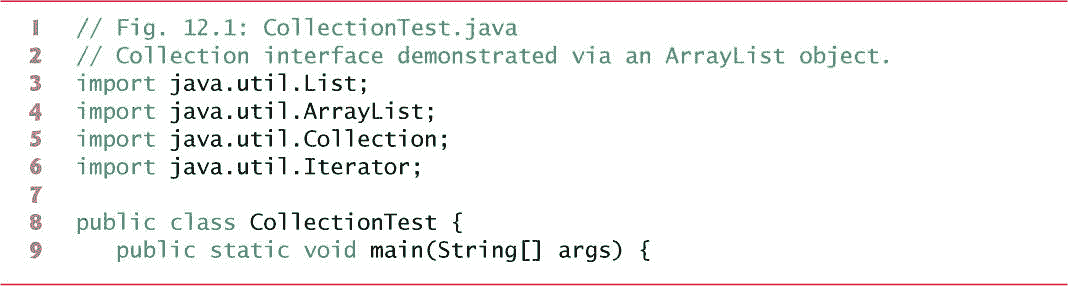 1 // Fig. 12.1: CollectionTest.java
2 // Collection interface demonstrated via an ArrayList object.
3 import java.util.List;
4 import java.util.ArrayList;
5 import java.util.Collection;
6 import java.util.Iterator;
7
8 public class CollectionTest {
9 public static void main(String[] args) {